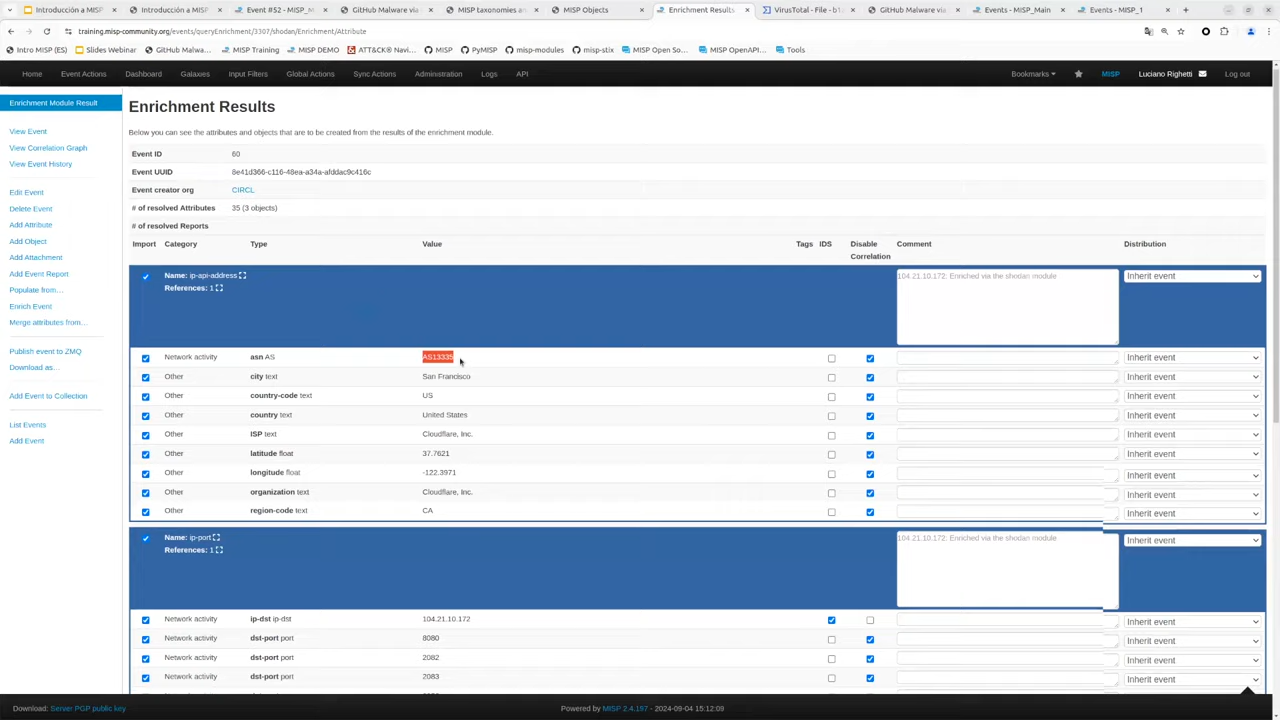 Introducción a MISP
Introducción a MISP
Event #52 - MISP_M
GitHub Malware via
MISP taxonomies an
MISP Objects
Enrichment Results
VirusTotal - File - b1
GitHub Malware via
Events - MISP_Main
Events - MISP_1
training.misp-community.org/events/queryEnrichment/3307/shodan/Enrichment/Attribute
Intro MISP (ES) Slides Webinar GitHub Malwa... MISP Training MISP DEMO ATT&CK® Navi... MISP PyMISP misp-modules misp-stix MISP Open So... MISP OpenAPI... Tools
Home Event Actions Dashboard Galaxies Input Filters Global Actions Sync Actions Administration Logs API Bookmarks MISP Luciano Righetti Log out
Enrichment Module Result
View Event
View Correlation Graph
View Event History
Edit Event
Delete Event
Add Attribute
Add Object
Add Attachment
Add Event Report
Populate from...
Enrich Event
Merge attributes from...
Publish event to ZMQ
Download as...
Add Event to Collection
List Events
Add Event
Enrichment Results
Below you can see the attributes and objects that are to be created from the results of the enrichment module.
Event ID 60
Event UUID 8e41d366-c116-48ea-a34a-afddac9c416c
Event creator org CIRCL
# of resolved Attributes 35 (3 objects)
# of resolved Reports
Import Category Type Value Tags IDS Disable Correlation Comment Distribution
Name: ip-api-address 104.21.10.172: Enriched via the shodan module Inherit event
References: 1
Network activity asn AS AS13335 Inherit event
Other city text San Francisco Inherit event
Other country-code text US Inherit event
Other country text United States Inherit event
Other ISP text Cloudflare, Inc. Inherit event
Other latitude float 37.7621 Inherit event
Other longitude float -122.3971 Inherit event
Other organization text Cloudflare, Inc. Inherit event
Other region-code text CA Inherit event
Name: ip-port 104.21.10.172: Enriched via the shodan module Inherit event
References: 1
Network activity ip-dst ip-dst 104.21.10.172 Inherit event
Network activity dst-port port 8080 Inherit event
Network activity dst-port port 2082 Inherit event
Network activity dst-port port 2083 Inherit event
Download: Server PGP public key Powered by MISP 2.4.197 - 2024-09-04 15:12:09